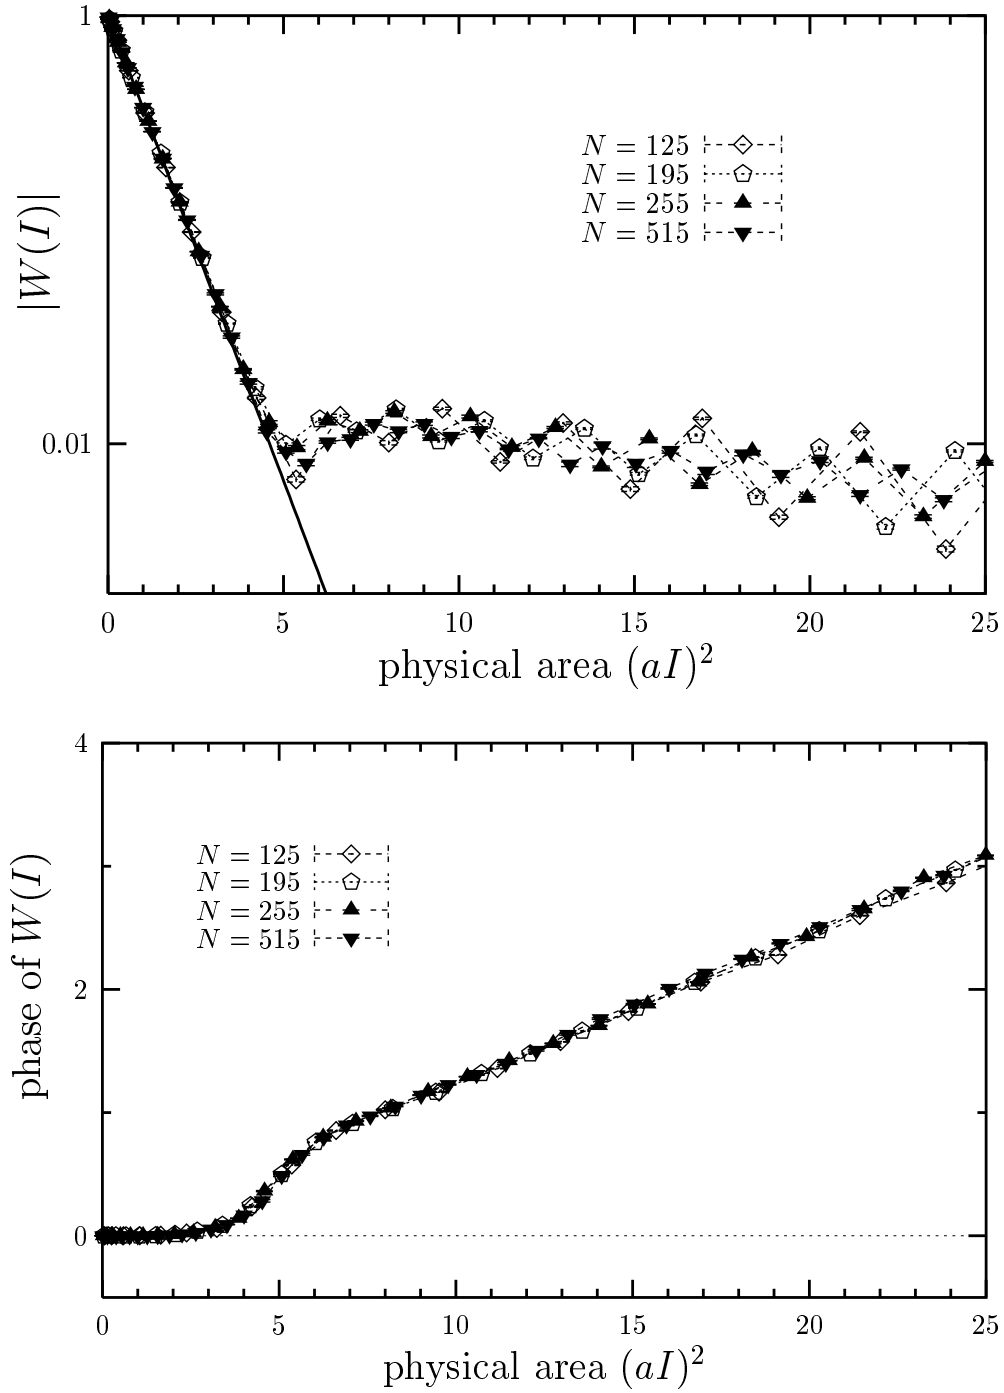 1
0.01
|W(I)|
N = 125
N = 195
N = 255
N = 515
0 5 10 15 20 25
physical area (aI)²
4
2
0
phase of W(I)
N = 125
N = 195
N = 255
N = 515
0 5 10 15 20 25
physical area (aI)²